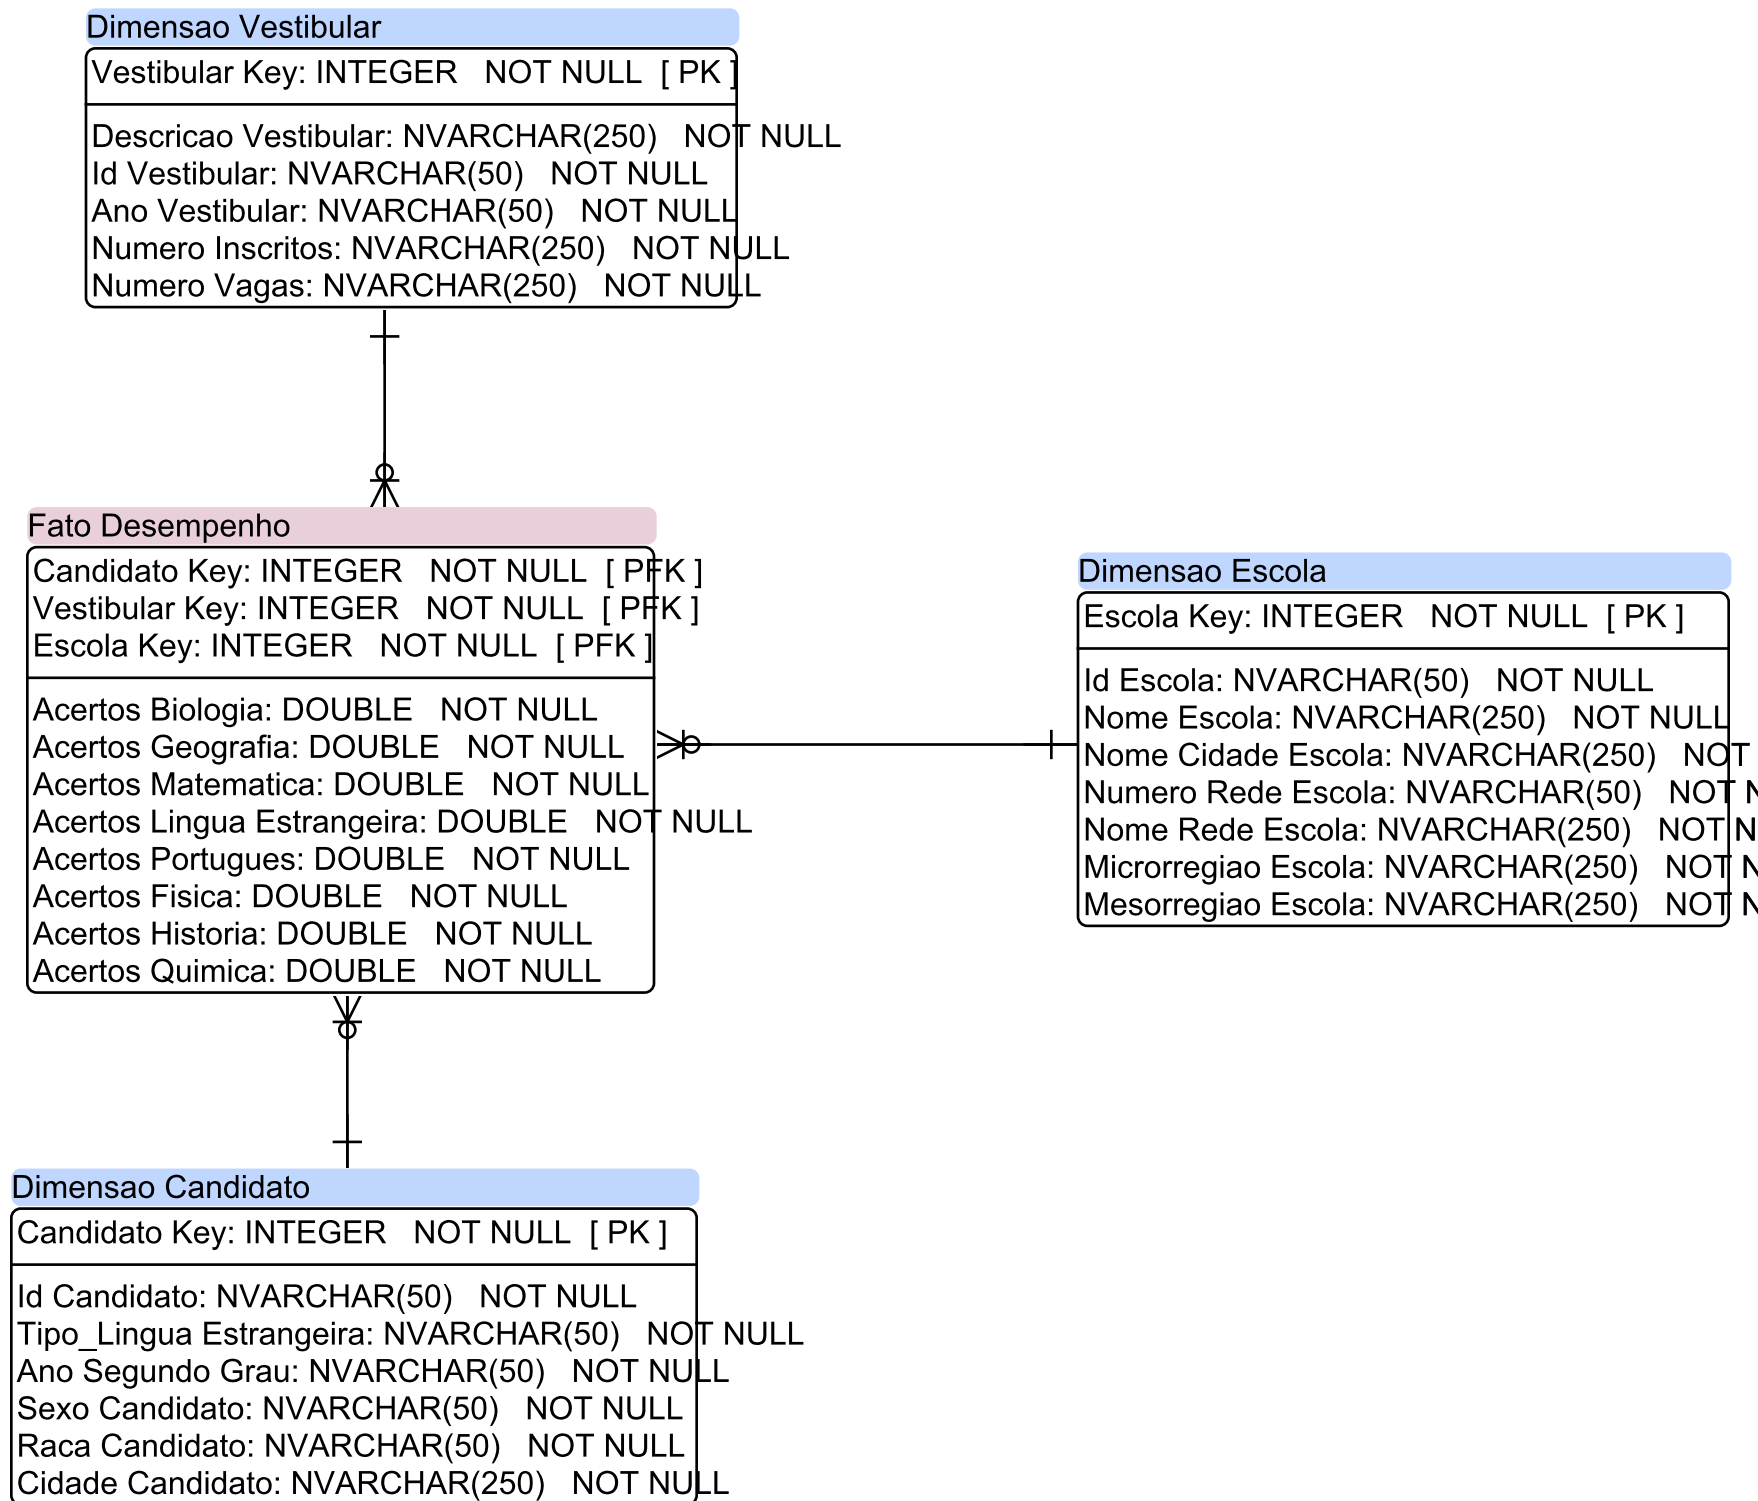 Dimensao Vestibular
Vestibular Key: INTEGER NOT NULL [ PK ]
Descricao Vestibular: NVARCHAR(250) NOT NULL
Id Vestibular: NVARCHAR(50) NOT NULL
Ano Vestibular: NVARCHAR(50) NOT NULL
Numero Inscritos: NVARCHAR(250) NOT NULL
Numero Vagas: NVARCHAR(250) NOT NULL
Fato Desempenho
Candidato Key: INTEGER NOT NULL [ PFK ]
Vestibular Key: INTEGER NOT NULL [ PFK ]
Escola Key: INTEGER NOT NULL [ PFK ]
Acertos Biologia: DOUBLE NOT NULL
Acertos Geografia: DOUBLE NOT NULL
Acertos Matematica: DOUBLE NOT NULL
Acertos Lingua Estrangeira: DOUBLE NOT NULL
Acertos Portugues: DOUBLE NOT NULL
Acertos Fisica: DOUBLE NOT NULL
Acertos Historia: DOUBLE NOT NULL
Acertos Quimica: DOUBLE NOT NULL
Dimensao Escola
Escola Key: INTEGER NOT NULL [ PK ]
Id Escola: NVARCHAR(50) NOT NULL
Nome Escola: NVARCHAR(250) NOT NULL
Nome Cidade Escola: NVARCHAR(250) NOT
Numero Rede Escola: NVARCHAR(50) NOT N
Nome Rede Escola: NVARCHAR(250) NOT N
Microrregiao Escola: NVARCHAR(250) NOT N
Mesorregiao Escola: NVARCHAR(250) NOT N
Dimensao Candidato
Candidato Key: INTEGER NOT NULL [ PK ]
Id Candidato: NVARCHAR(50) NOT NULL
Tipo_Lingua Estrangeira: NVARCHAR(50) NOT NULL
Ano Segundo Grau: NVARCHAR(50) NOT NULL
Sexo Candidato: NVARCHAR(50) NOT NULL
Raca Candidato: NVARCHAR(50) NOT NULL
Cidade Candidato: NVARCHAR(250) NOT NULL